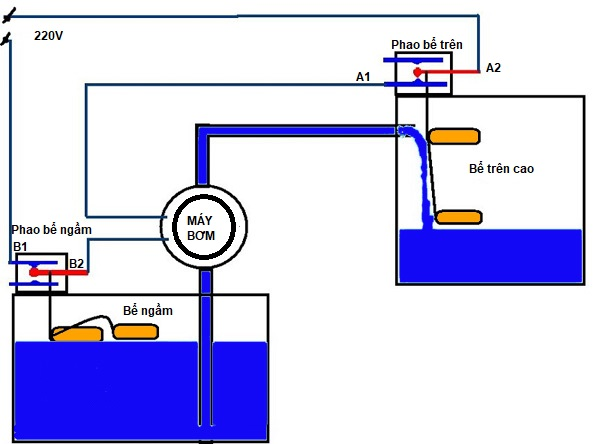 220V
Phao bể trên
A1
A2
Bể trên cao
MÁY
BƠM
Phao bể ngầm
B1
B2
Bể ngầm